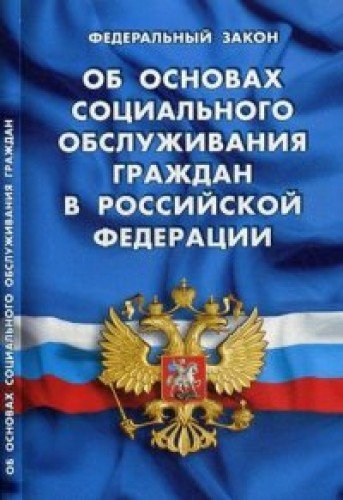 ФЕДЕРАЛЬНЫЙ ЗАКОН
ОБ ОСНОВАХ
СОЦИАЛЬНОГО
ОБСЛУЖИВАНИЯ
ГРАЖДАН
В РОССИЙСКОЙ
ФЕДЕРАЦИИ
ОБ ОСНОВАХ СОЦИАЛЬНОГО ОБСЛУЖИВАНИЯ ГРАЖДАН